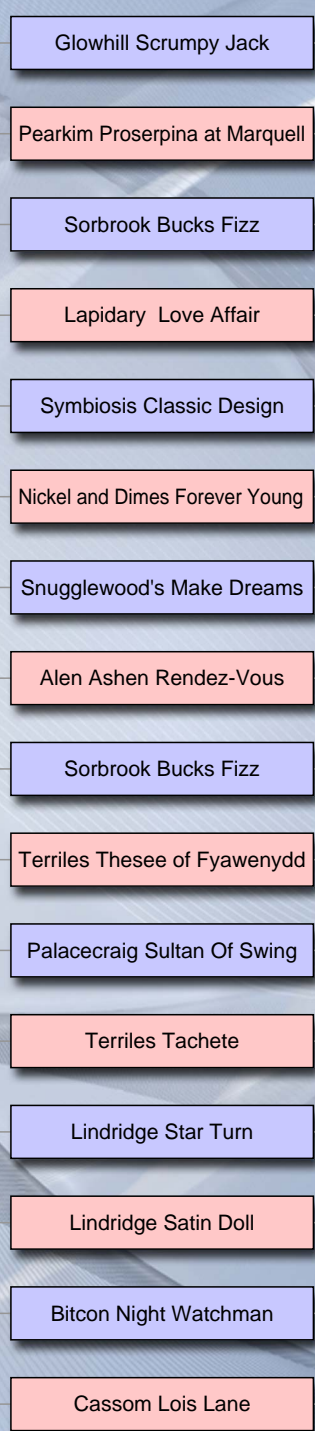 Glowhill Scrumpy Jack
Pearkim Proserpina at Marquell
Sorbrook Bucks Fizz
Lapidary  Love Affair
Symbiosis Classic Design
Nickel and Dimes Forever Young
Snugglewood's Make Dreams
Alen Ashen Rendez-Vous
Sorbrook Bucks Fizz
Terriles Thesee of Fyawenydd
Palacecraig Sultan Of Swing
Terriles Tachete
Lindridge Star Turn
Lindridge Satin Doll
Bitcon Night Watchman
Cassom Lois Lane